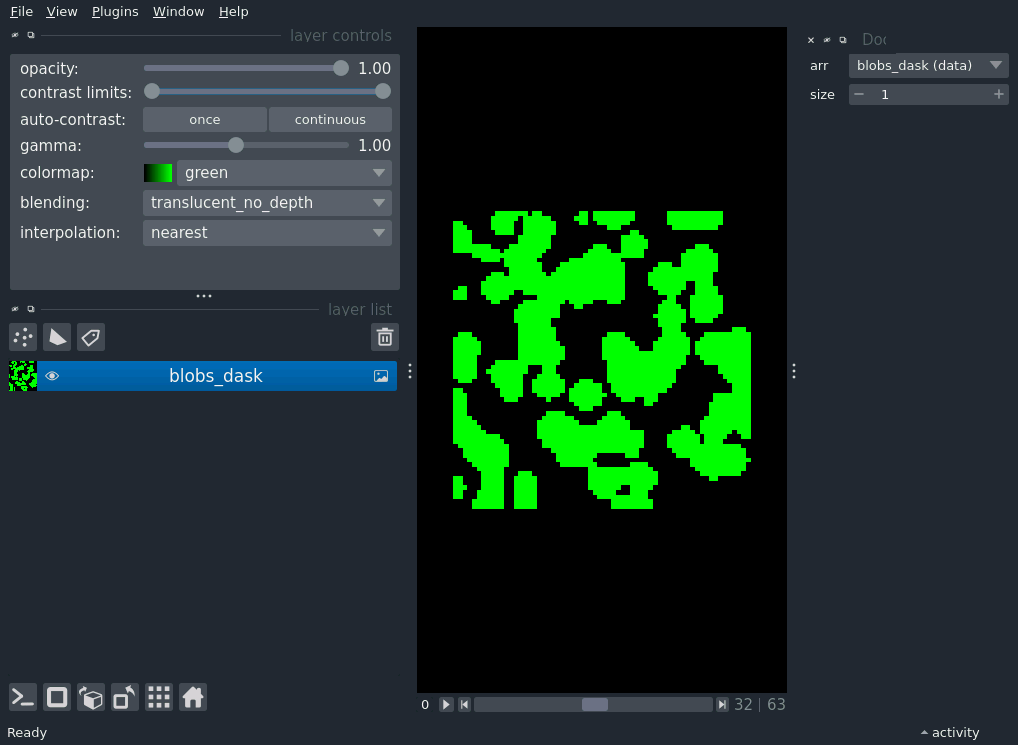 File View Plugins Window Help
layer controls
opacity: 1.00
contrast limits:
auto-contrast: once continuous
gamma: 1.00
colormap: green
blending: translucent_no_depth
interpolation: nearest
layer list
blobs_dask
Ready
0 32 | 63
Doc
arr blobs_dask (data)
size 1
activity